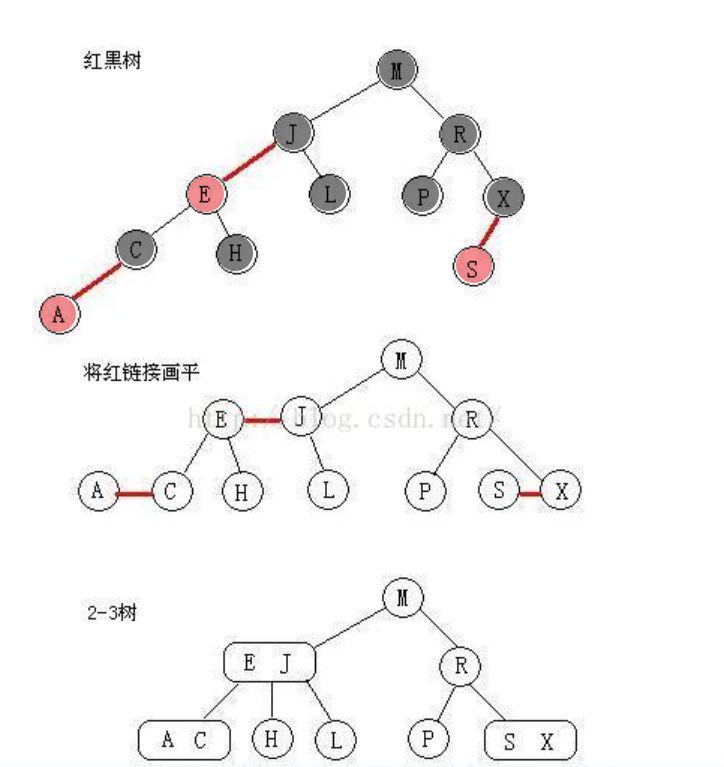 红黑树
M
J R
E L P X
C H S
A
将红链接画平
M
E J R
http://blog.csdn.net/
A C H L P S X
2-3树
M
E J R
A C H L P S X